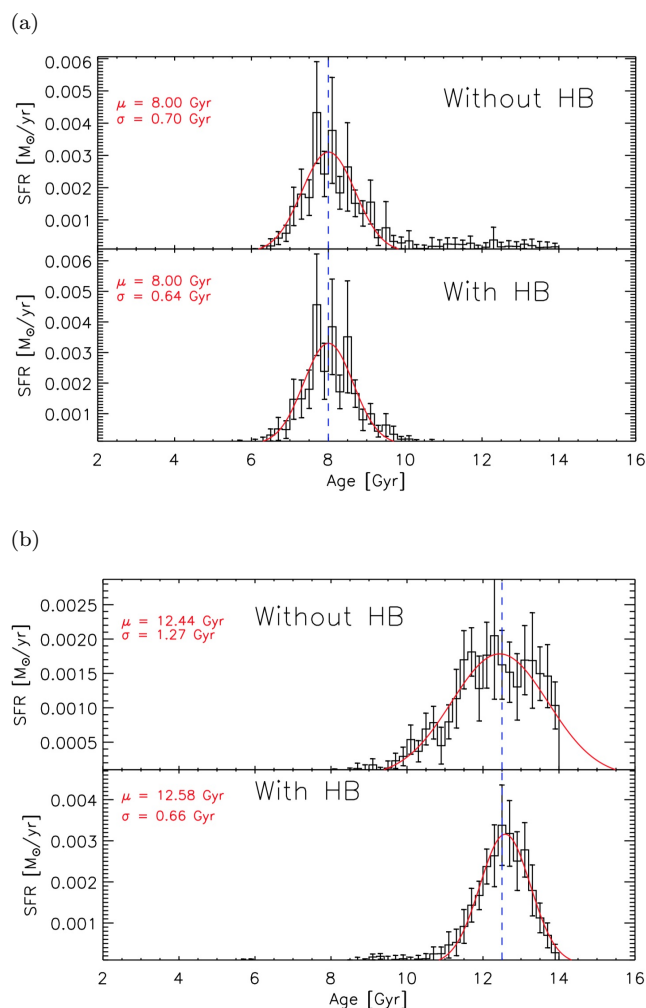 (a)
0.006
0.005
0.004
0.003
0.002
0.001
SFR [M⊙/yr]
μ = 8.00 Gyr
σ = 0.70 Gyr
Without HB
0.006
0.005
0.004
0.003
0.002
0.001
SFR [M⊙/yr]
μ = 8.00 Gyr
σ = 0.64 Gyr
With HB
2 4 6 8 10 12 14 16
Age [Gyr]
(b)
0.0025
0.0020
0.0015
0.0010
0.0005
SFR [M⊙/yr]
μ = 12.44 Gyr
σ = 1.27 Gyr
Without HB
0.004
0.003
0.002
0.001
SFR [M⊙/yr]
μ = 12.58 Gyr
σ = 0.66 Gyr
With HB
2 4 6 8 10 12 14 16
Age [Gyr]